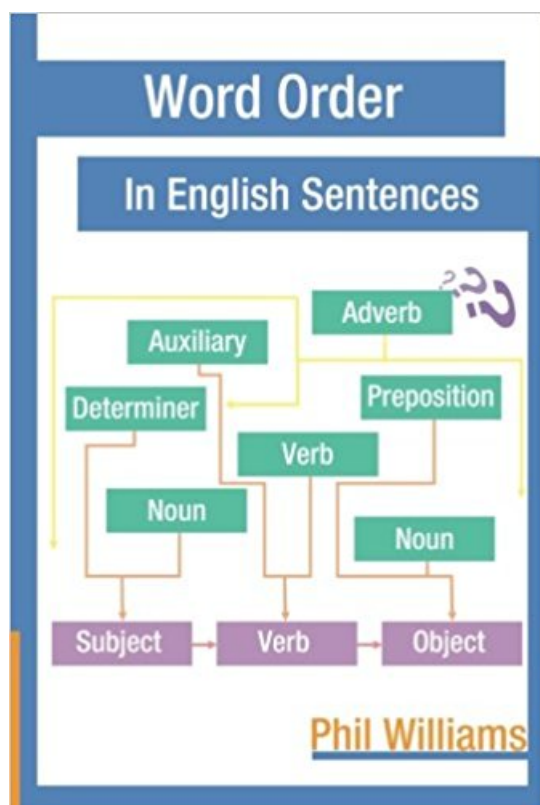 Word Order
In English Sentences
???
Adverb
Auxiliary
Determiner
Preposition
Verb
Noun
Noun
Subject
Verb
Object
Phil Williams